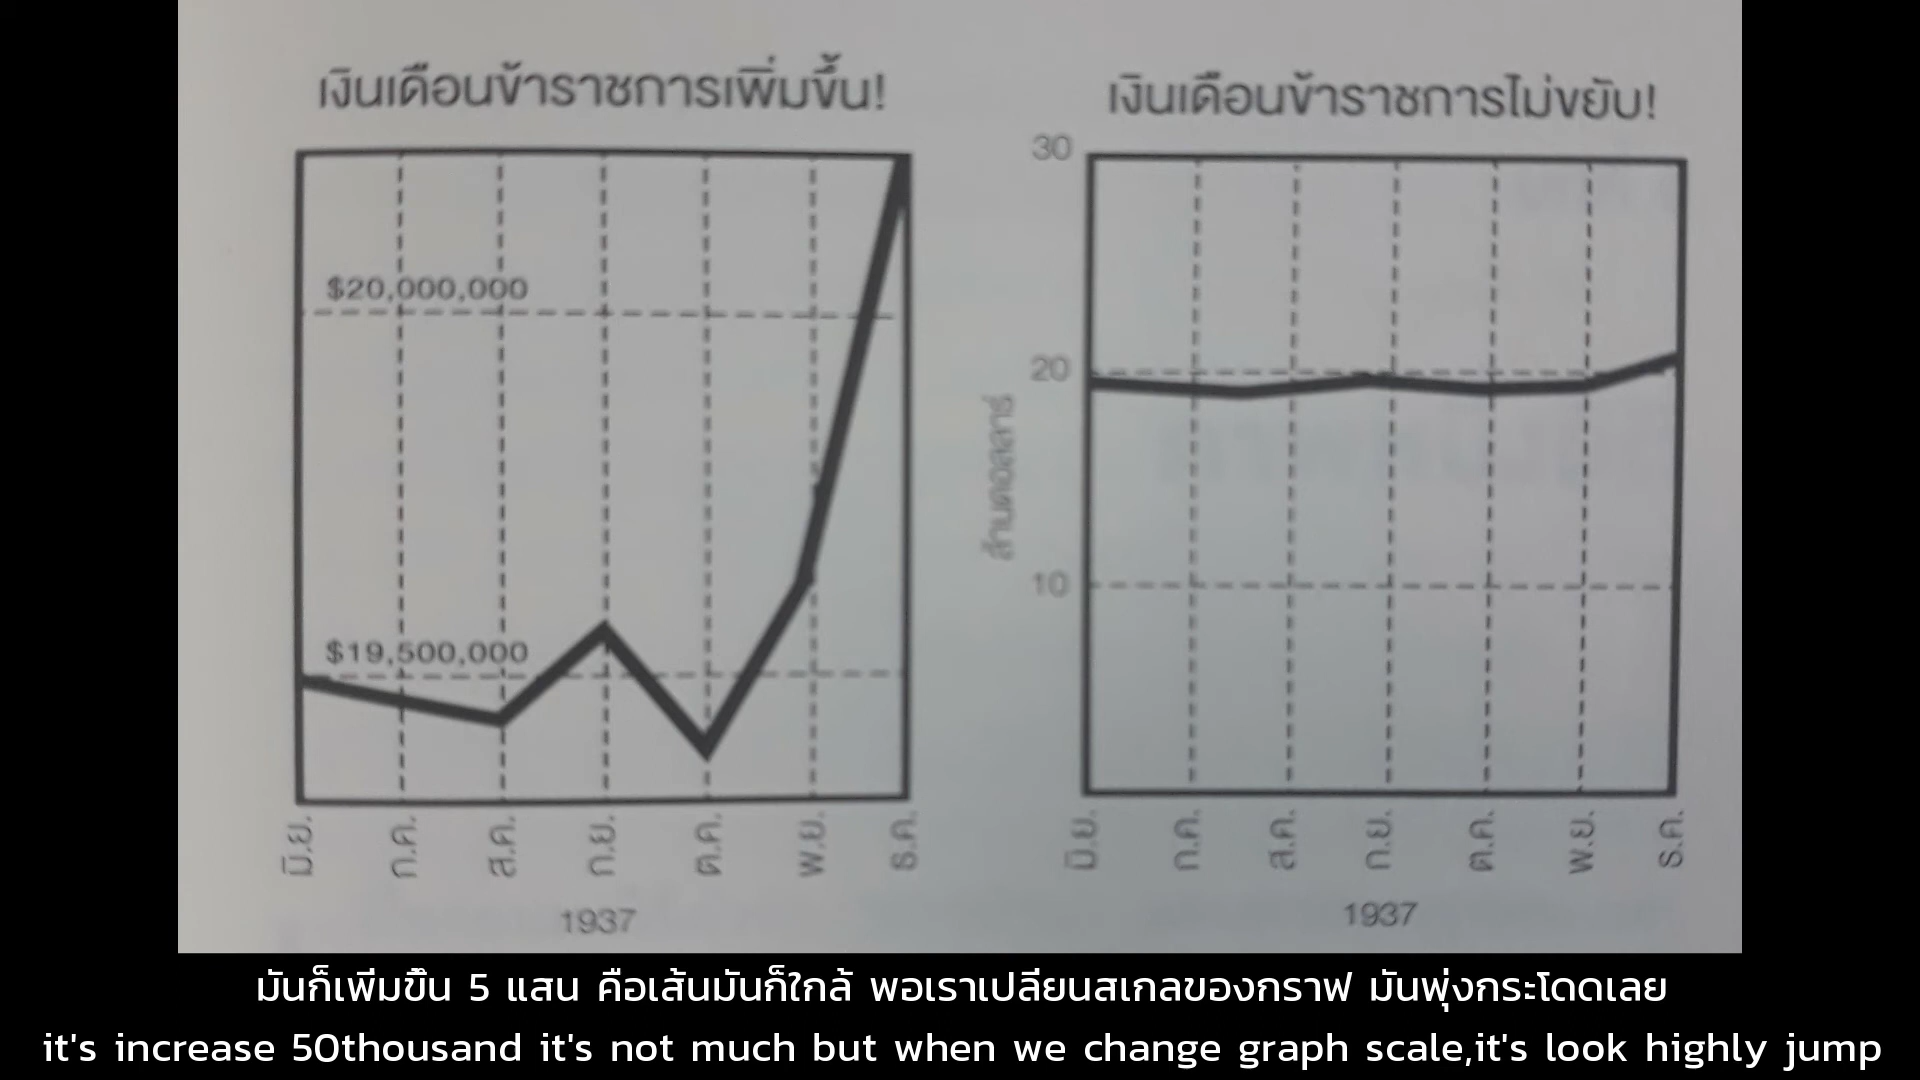 เงินเดือนข้าราชการเพิ่มขึ้น!
$20,000,000
$19,500,000
มิ.ย.
ก.ค.
ส.ค.
ก.ย.
ต.ค.
พ.ย.
ธ.ค.
1937
เงินเดือนข้าราชการไม่ขยับ!
30
20
10
ล้านดอลลาร์
มิ.ย.
ก.ค.
ส.ค.
ก.ย.
ต.ค.
พ.ย.
ธ.ค.
1937
มันก็เพิ่มขึ้น 5 แสน คือเส้นมันก็ใกล้ พอเราเปลี่ยนสเกลของกราฟ มันพุ่งกระโดดเลย
it's increase 50thousand it's not much but when we change graph scale,it's look highly jump